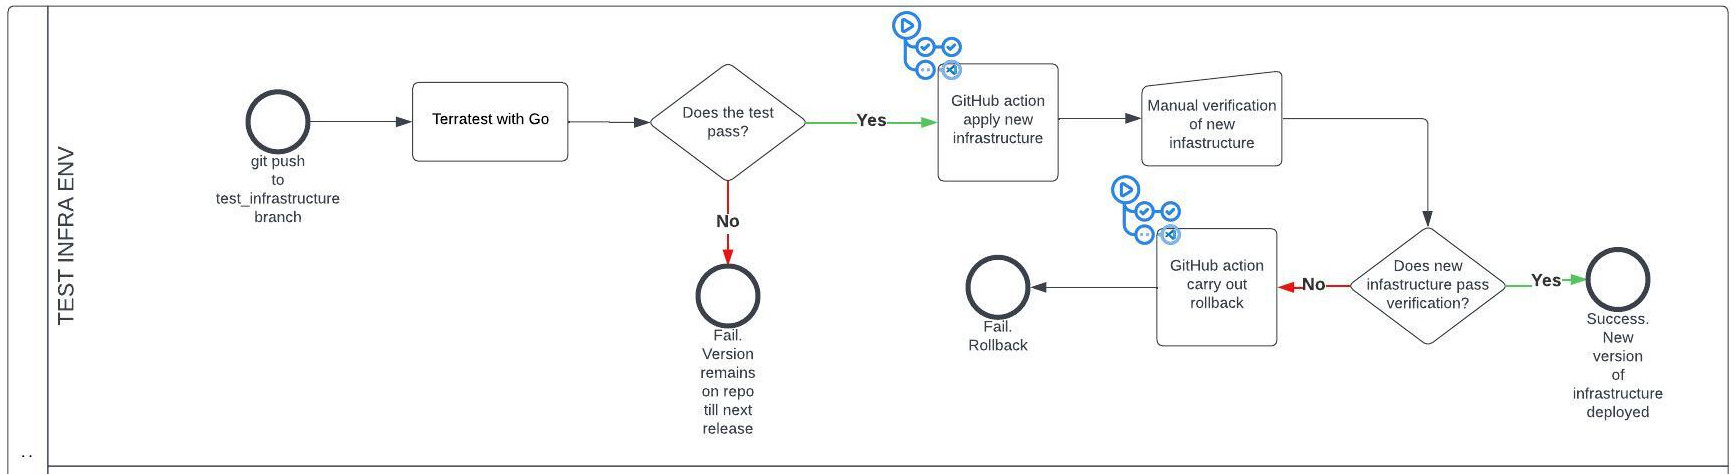 TEST INFRA ENV
git push
to
test_infrastructure
branch
Terratest with Go
Does the test
pass?
Yes
No
Fail.
Version
remains
on repo
till next
release
GitHub action
apply new
infrastructure
Manual verification
of new
infastructure
Does new
infastructure pass
verification?
No
Yes
GitHub action
carry out
rollback
Fail.
Rollback
Success.
New
version
of
infrastructure
deployed